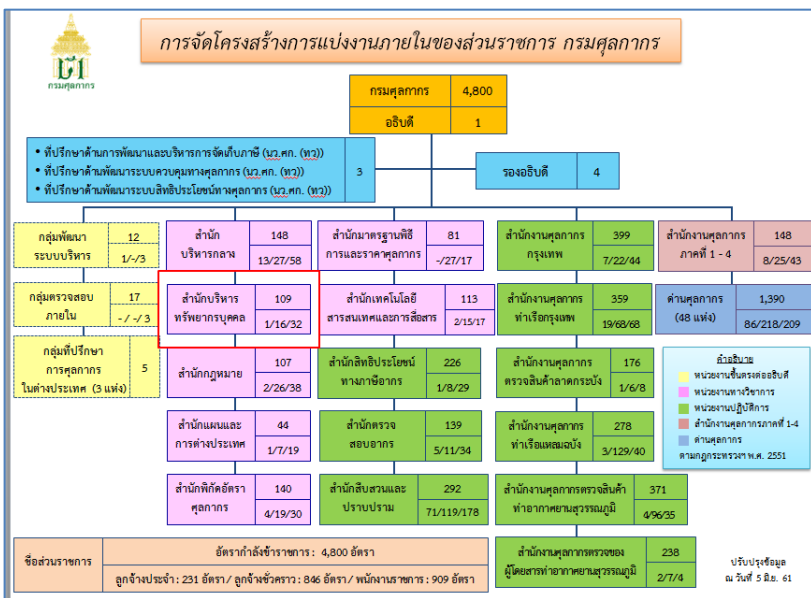 การจัดโครงสร้างการแบ่งงานภายในของส่วนราชการ กรมศุลกากร
กรมศุลกากร
กรมศุลกากร 4,800
อธิบดี 1
• ที่ปรึกษาด้านการพัฒนาและบริหารการจัดเก็บภาษี (นว.ศก. (ทว))
• ที่ปรึกษาด้านพัฒนาระบบควบคุมทางศุลกากร (นว.ศก. (ทว))
• ที่ปรึกษาด้านพัฒนาระบบสิทธิประโยชน์ทางศุลกากร (นว.ศก. (ทว))
3
รองอธิบดี 4
กลุ่มพัฒนา
ระบบบริหาร
12
1/-/3
กลุ่มตรวจสอบ
ภายใน
17
- / -/ 3
กลุ่มที่ปรึกษา
การศุลกากร
ในต่างประเทศ (3 แห่ง)
5
สำนัก
บริหารกลาง
148
13/27/58
สำนักบริหาร
ทรัพยากรบุคคล
109
1/16/32
สำนักกฎหมาย
107
2/26/38
สำนักแผนและ
การต่างประเทศ
44
1/7/19
สำนักพิกัดอัตรา
ศุลกากร
140
4/19/30
สำนักมาตรฐานพิธี
การและราคาศุลกากร
81
-/27/17
สำนักเทคโนโลยี
สารสนเทศและการสื่อสาร
113
2/15/17
สำนักสิทธิประโยชน์
ทางภาษีอากร
226
1/8/29
สำนักตรวจ
สอบอากร
139
5/11/34
สำนักสืบสวนและ
ปราบปราม
292
71/119/178
สำนักงานศุลกากร
กรุงเทพ
399
7/22/44
สำนักงานศุลกากร
ท่าเรือกรุงเทพ
359
19/68/68
สำนักงานศุลกากร
ตรวจสินค้าลาดกระบัง
176
1/6/8
สำนักงานศุลกากร
ท่าเรือแหลมฉบัง
278
3/129/40
สำนักงานศุลกากรตรวจสินค้า
ท่าอากาศยานสุวรรณภูมิ
371
4/96/35
สำนักงานศุลกากรตรวจของ
ผู้โดยสารท่าอากาศยานสุวรรณภูมิ
238
2/7/4
สำนักงานศุลกากร
ภาคที่ 1 - 4
148
8/25/43
ด่านศุลกากร
(48 แห่ง)
1,390
86/218/209
คำอธิบาย
หน่วยงานขึ้นตรงต่ออธิบดี
หน่วยงานทางวิชาการ
หน่วยงานปฏิบัติการ
สำนักงานศุลกากรภาคที่ 1-4
ด่านศุลกากร
ตามกฎกระทรวงฯ พ.ศ. 2551
ชื่อส่วนราชการ
อัตรากำลังข้าราชการ : 4,800 อัตรา
ลูกจ้างประจำ : 231 อัตรา / ลูกจ้างชั่วคราว : 846 อัตรา / พนักงานราชการ : 909 อัตรา
ปรับปรุงข้อมูล
ณ วันที่ 5 มิ.ย. 61